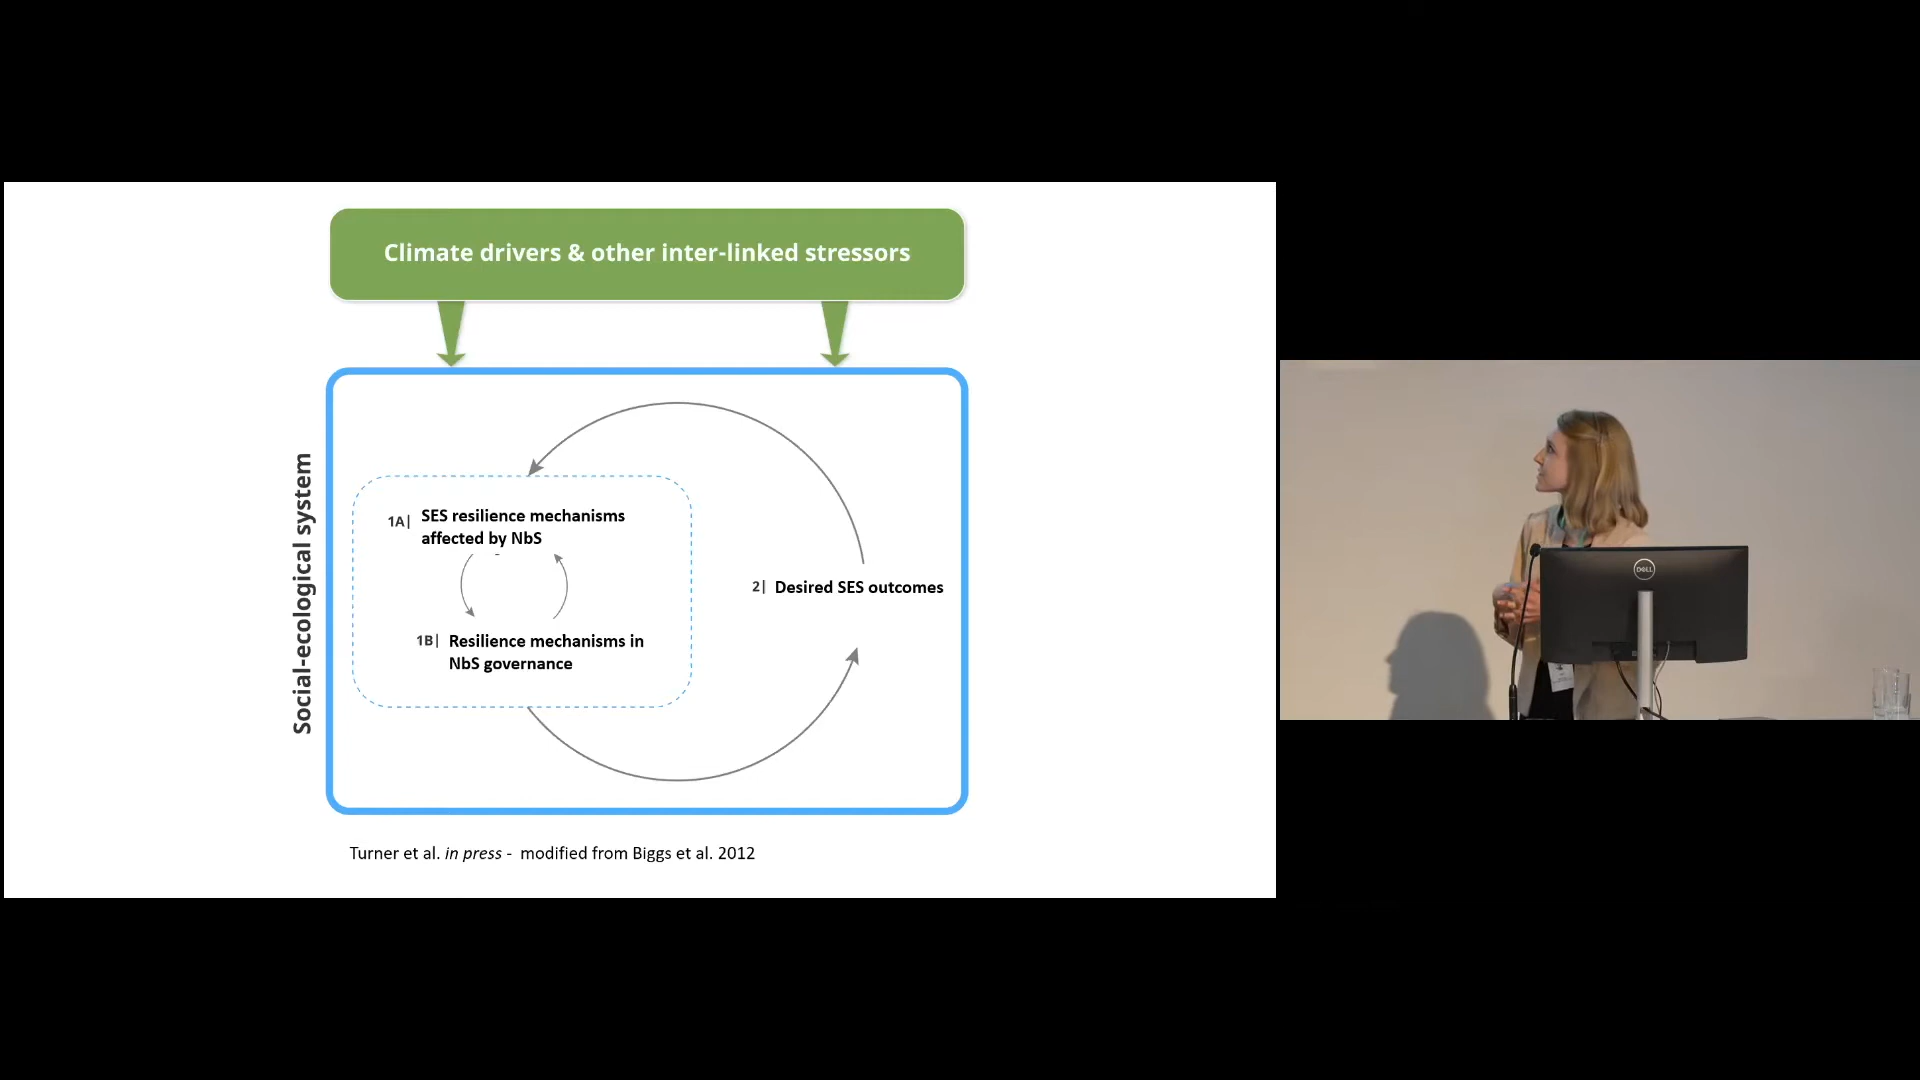 Climate drivers & other inter-linked stressors
Social-ecological system
1A| SES resilience mechanisms
affected by NbS
1B| Resilience mechanisms in
NbS governance
2| Desired SES outcomes
Turner et al. in press - modified from Biggs et al. 2012
DELL